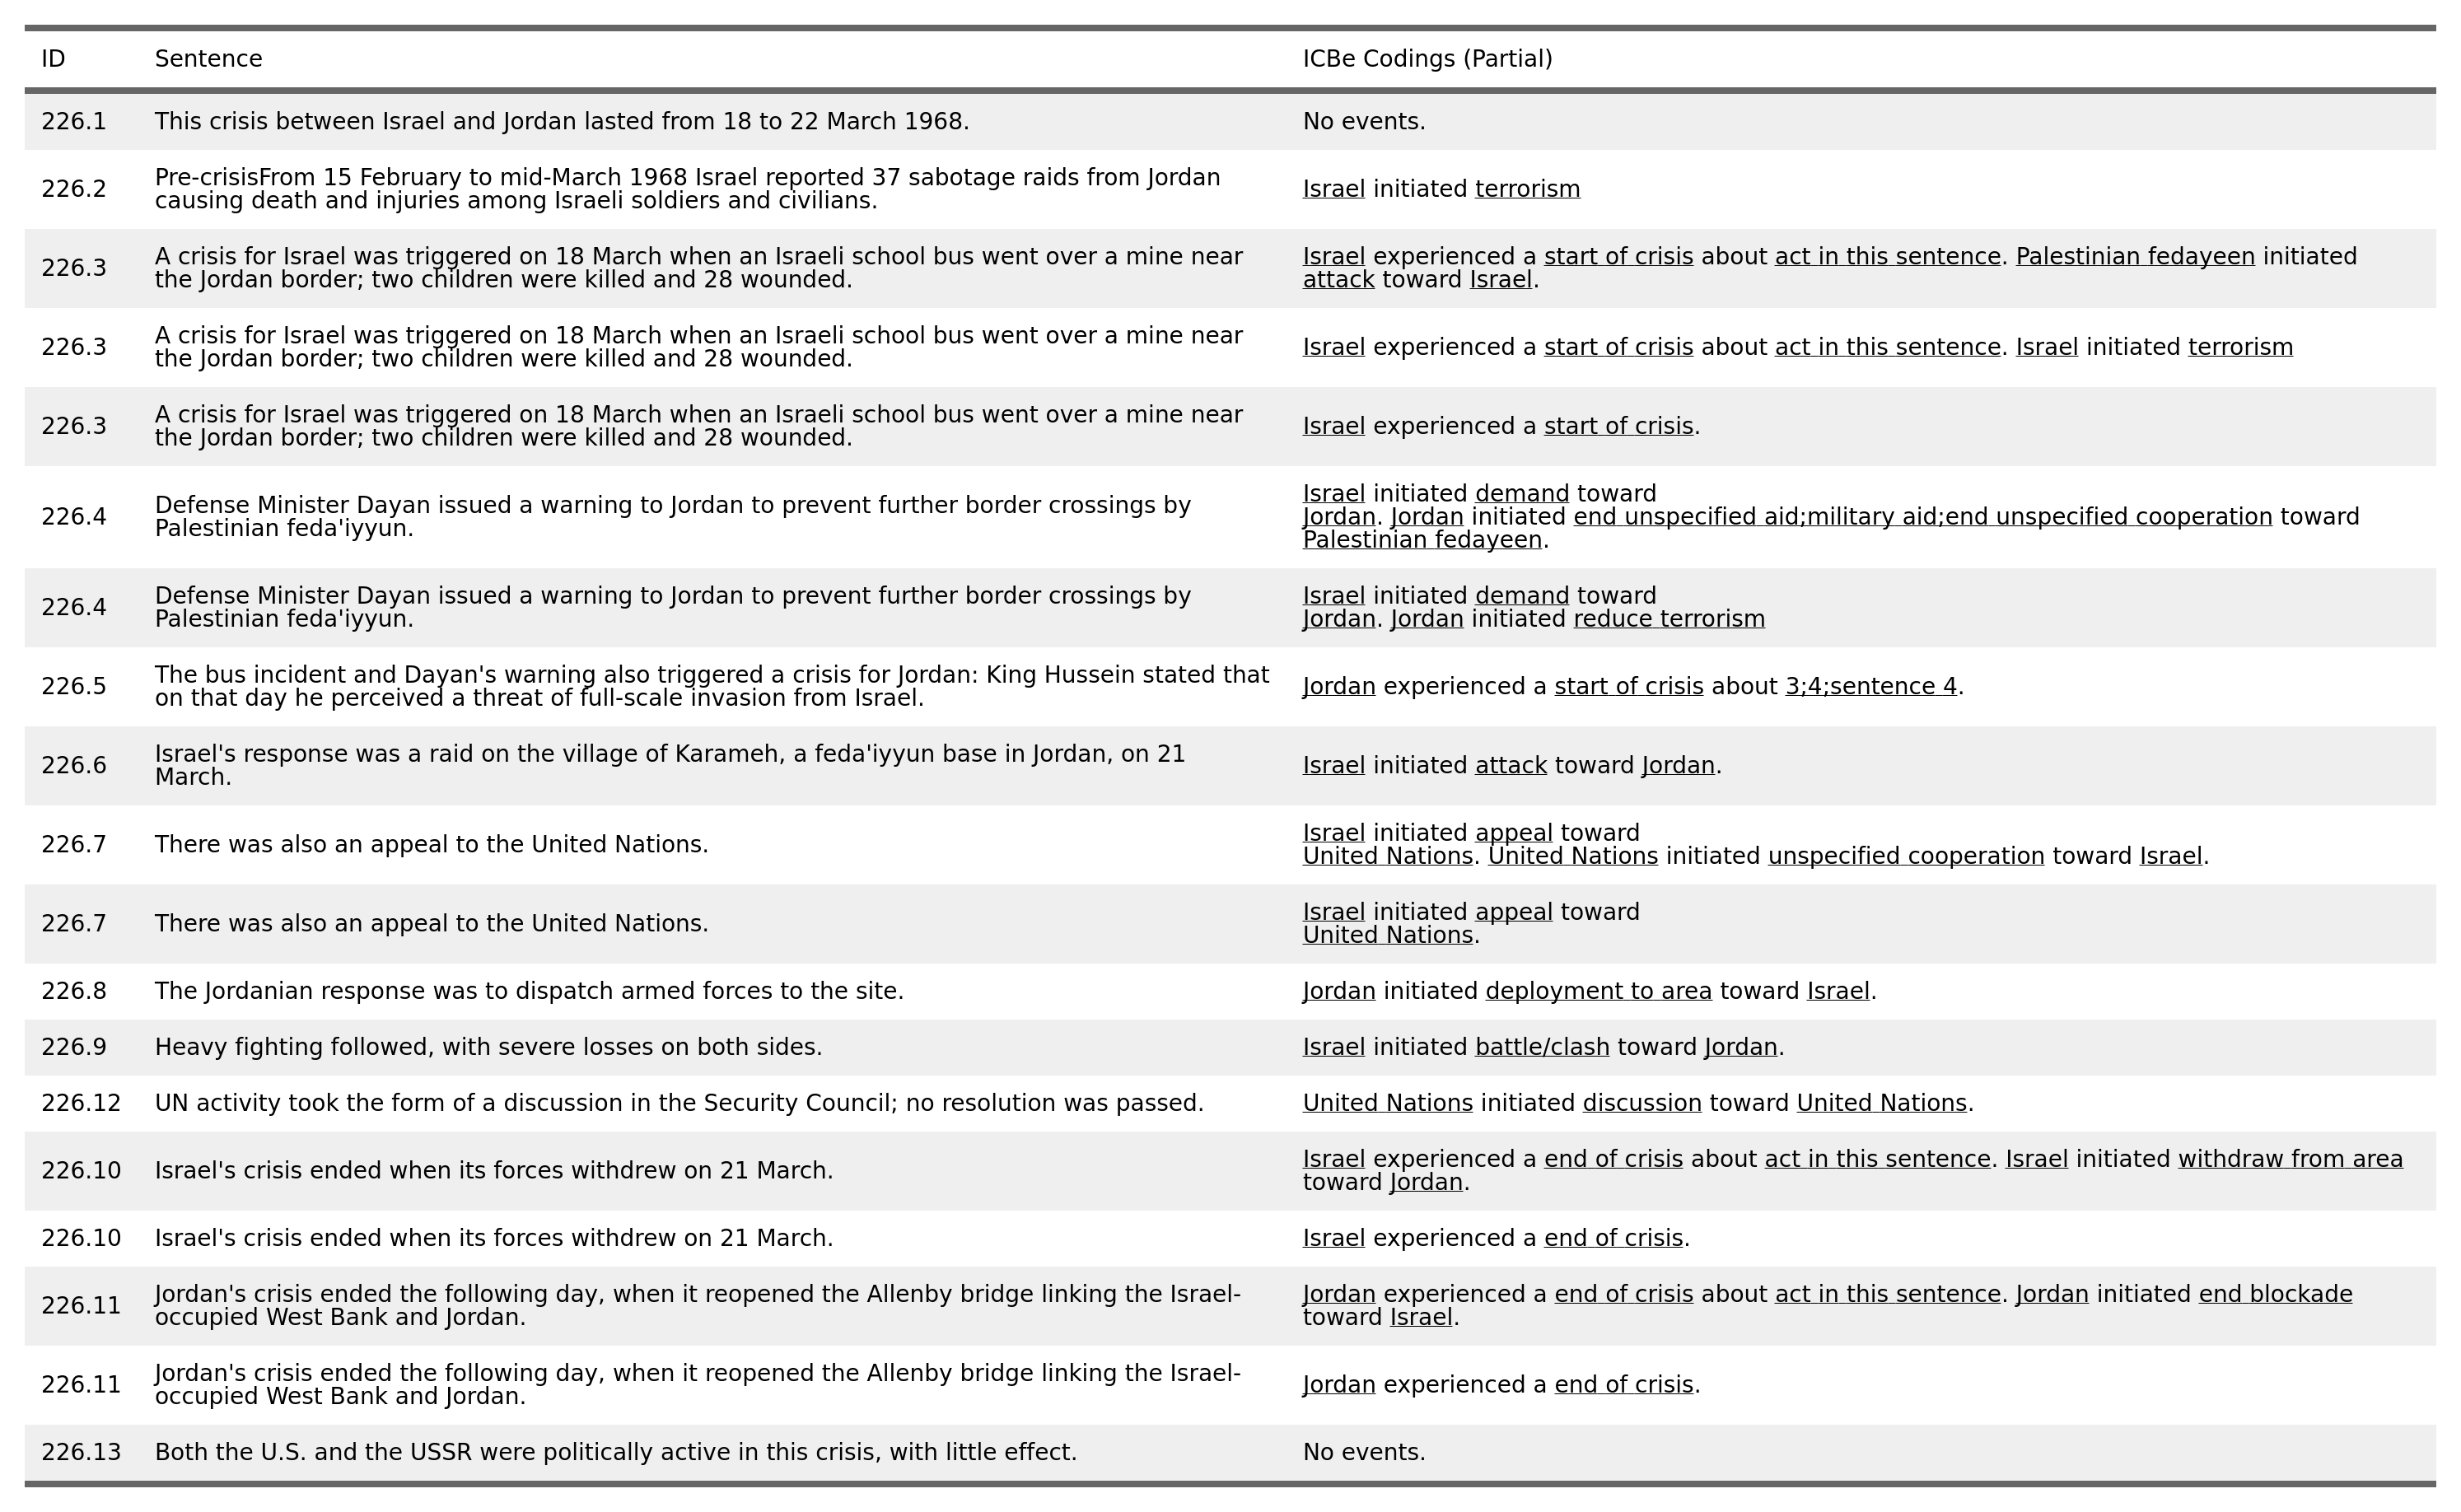 ID Sentence ICBe Codings (Partial)
226.1 This crisis between Israel and Jordan lasted from 18 to 22 March 1968. No events.
226.2 Pre-crisisFrom 15 February to mid-March 1968 Israel reported 37 sabotage raids from Jordan
causing death and injuries among Israeli soldiers and civilians.
Israel initiated terrorism
226.3 A crisis for Israel was triggered on 18 March when an Israeli school bus went over a mine near
the Jordan border; two children were killed and 28 wounded.
Israel experienced a start of crisis about act in this sentence. Palestinian fedayeen initiated
attack toward Israel.
226.3 A crisis for Israel was triggered on 18 March when an Israeli school bus went over a mine near
the Jordan border; two children were killed and 28 wounded.
Israel experienced a start of crisis about act in this sentence. Israel initiated terrorism
226.3 A crisis for Israel was triggered on 18 March when an Israeli school bus went over a mine near
the Jordan border; two children were killed and 28 wounded.
Israel experienced a start of crisis.
226.4 Defense Minister Dayan issued a warning to Jordan to prevent further border crossings by
Palestinian feda'iyyun.
Israel initiated demand toward
Jordan. Jordan initiated end unspecified aid;military aid;end unspecified cooperation toward
Palestinian fedayeen.
226.4 Defense Minister Dayan issued a warning to Jordan to prevent further border crossings by
Palestinian feda'iyyun.
Israel initiated demand toward
Jordan. Jordan initiated reduce terrorism
226.5 The bus incident and Dayan's warning also triggered a crisis for Jordan: King Hussein stated that
on that day he perceived a threat of full-scale invasion from Israel.
Jordan experienced a start of crisis about 3;4;sentence 4.
226.6 Israel's response was a raid on the village of Karameh, a feda'iyyun base in Jordan, on 21
March.
Israel initiated attack toward Jordan.
226.7 There was also an appeal to the United Nations.
Israel initiated appeal toward
United Nations. United Nations initiated unspecified cooperation toward Israel.
226.7 There was also an appeal to the United Nations.
Israel initiated appeal toward
United Nations.
226.8 The Jordanian response was to dispatch armed forces to the site. Jordan initiated deployment to area toward Israel.
226.9 Heavy fighting followed, with severe losses on both sides. Israel initiated battle/clash toward Jordan.
226.12 UN activity took the form of a discussion in the Security Council; no resolution was passed. United Nations initiated discussion toward United Nations.
226.10 Israel's crisis ended when its forces withdrew on 21 March.
Israel experienced a end of crisis about act in this sentence. Israel initiated withdraw from area
toward Jordan.
226.10 Israel's crisis ended when its forces withdrew on 21 March. Israel experienced a end of crisis.
226.11 Jordan's crisis ended the following day, when it reopened the Allenby bridge linking the Israel-
occupied West Bank and Jordan.
Jordan experienced a end of crisis about act in this sentence. Jordan initiated end blockade
toward Israel.
226.11 Jordan's crisis ended the following day, when it reopened the Allenby bridge linking the Israel-
occupied West Bank and Jordan.
Jordan experienced a end of crisis.
226.13 Both the U.S. and the USSR were politically active in this crisis, with little effect. No events.